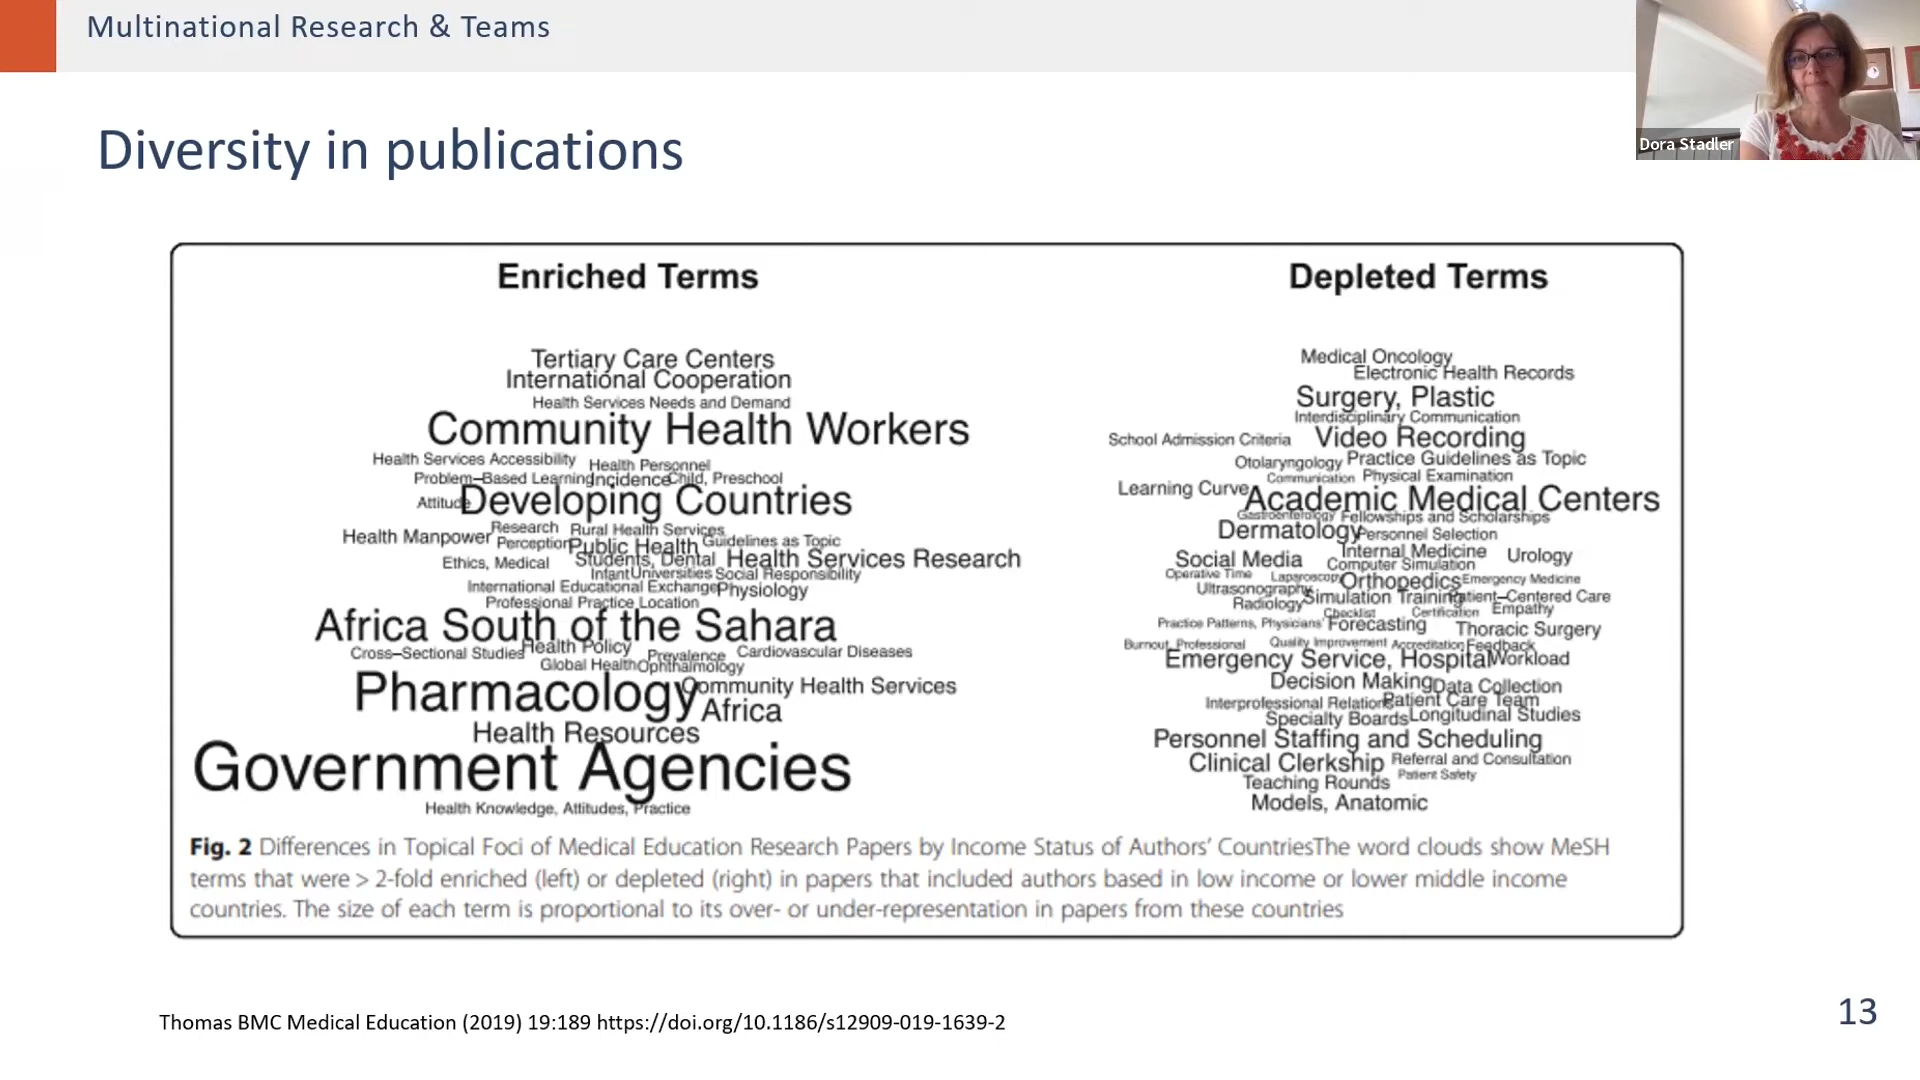 Multinational Research & Teams
Dora Stadler
Diversity in publications
Enriched Terms
Tertiary Care Centers
International Cooperation
Health Services Needs and Demand
Community Health Workers
Health Services Accessibility
Health Personnel
Problem–Based Learning
Incidence
Child, Preschool
Attitude
Developing Countries
Research
Rural Health Services
Health Manpower
Perception
Public Health
Guidelines as Topic
Ethics, Medical
Students, Dental
Health Services Research
Infant
Universities
Social Responsibility
International Educational Exchange
Physiology
Professional Practice Location
Africa South of the Sahara
Cross–Sectional Studies
Health Policy
Prevalence
Cardiovascular Diseases
Global Health
Ophthalmology
Pharmacology
Community Health Services
Africa
Health Resources
Government Agencies
Health Knowledge, Attitudes, Practice
Depleted Terms
Medical Oncology
Electronic Health Records
Surgery, Plastic
Interdisciplinary Communication
School Admission Criteria
Video Recording
Otolaryngology
Practice Guidelines as Topic
Communication
Physical Examination
Learning Curve
Academic Medical Centers
Gastroenterology
Fellowships and Scholarships
Dermatology
Personnel Selection
Internal Medicine
Urology
Social Media
Computer Simulation
Operative Time
Laparoscopy
Orthopedics
Emergency Medicine
Ultrasonography
Simulation Training
Patient–Centered Care
Radiology
Checklist
Certification
Empathy
Practice Patterns, Physicians'
Forecasting
Thoracic Surgery
Burnout, Professional
Quality Improvement
Accreditation
Feedback
Emergency Service, Hospital
Workload
Decision Making
Data Collection
Interprofessional Relations
Patient Care Team
Specialty Boards
Longitudinal Studies
Personnel Staffing and Scheduling
Clinical Clerkship
Referral and Consultation
Teaching Rounds
Patient Safety
Models, Anatomic
Fig. 2 Differences in Topical Foci of Medical Education Research Papers by Income Status of Authors' CountriesThe word clouds show MeSH
terms that were > 2-fold enriched (left) or depleted (right) in papers that included authors based in low income or lower middle income
countries. The size of each term is proportional to its over- or under-representation in papers from these countries
Thomas BMC Medical Education (2019) 19:189 https://doi.org/10.1186/s12909-019-1639-2
13